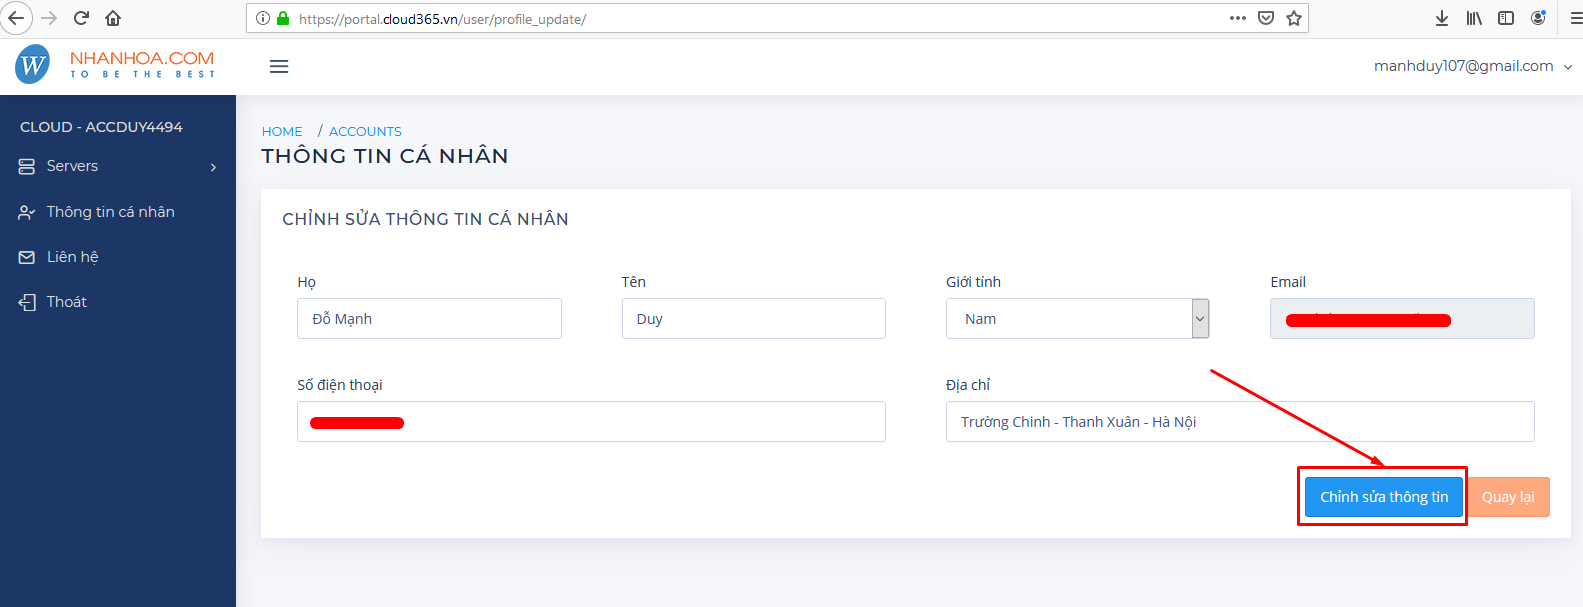 https://portal.cloud365.vn/user/profile_update/
W
NHANHOA.COM
TO BE THE BEST
manhduy107@gmail.com
CLOUD - ACCDUY4494
Servers
Thông tin cá nhân
Liên hệ
Thoát
HOME / ACCOUNTS
THÔNG TIN CÁ NHÂN
CHỈNH SỬA THÔNG TIN CÁ NHÂN
Họ Tên Giới tính Email
Đỗ Mạnh Duy Nam
Số điện thoại Địa chỉ
Trường Chinh - Thanh Xuân - Hà Nội
Chỉnh sửa thông tin Quay lại